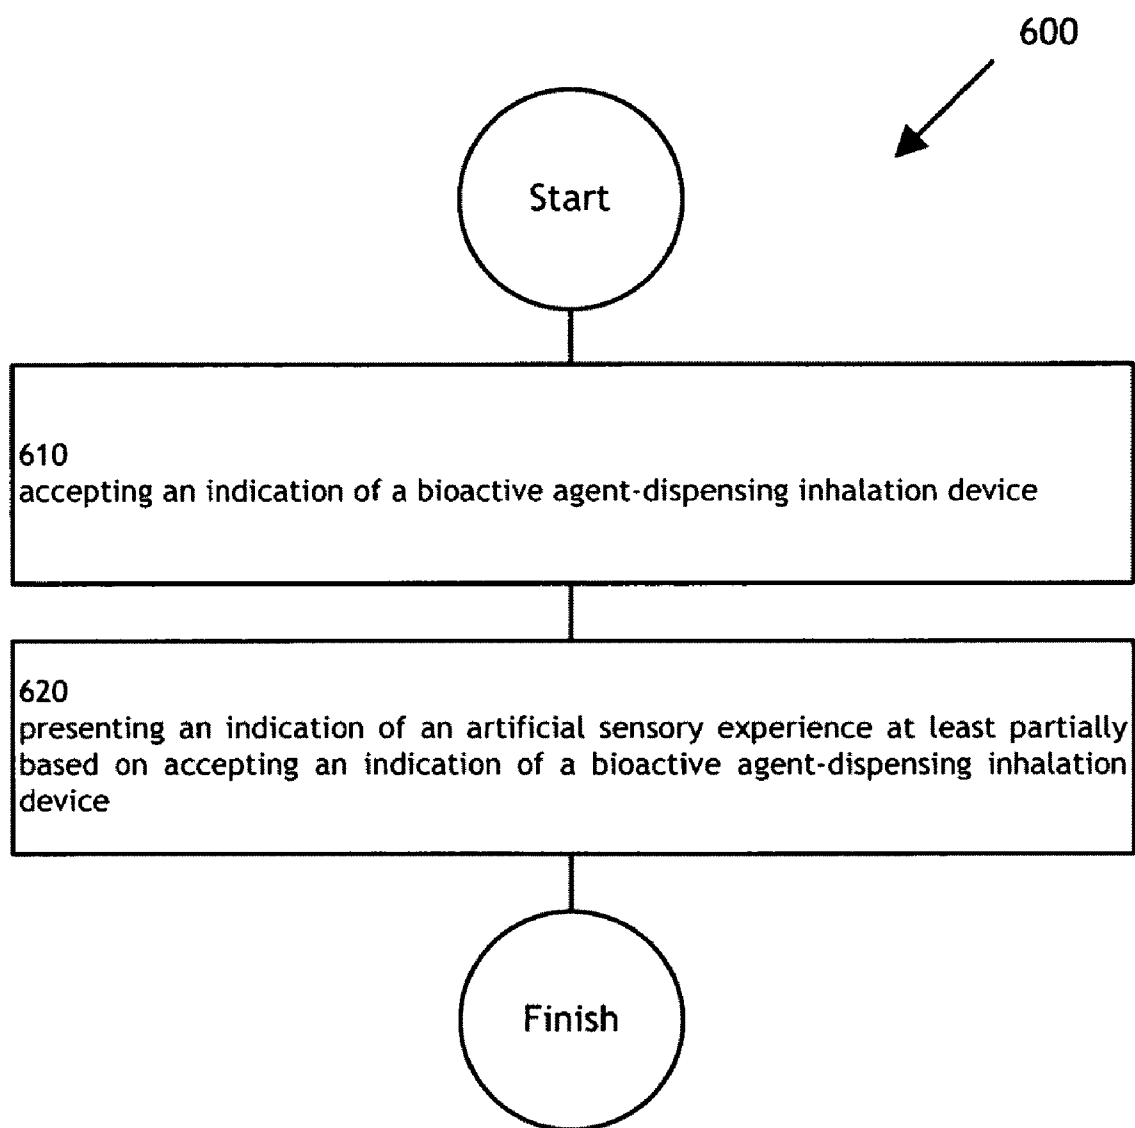 600
Start
610
accepting an indication of a bioactive agent-dispensing inhalation device
620
presenting an indication of an artificial sensory experience at least partially
based on accepting an indication of a bioactive agent-dispensing inhalation
device
Finish